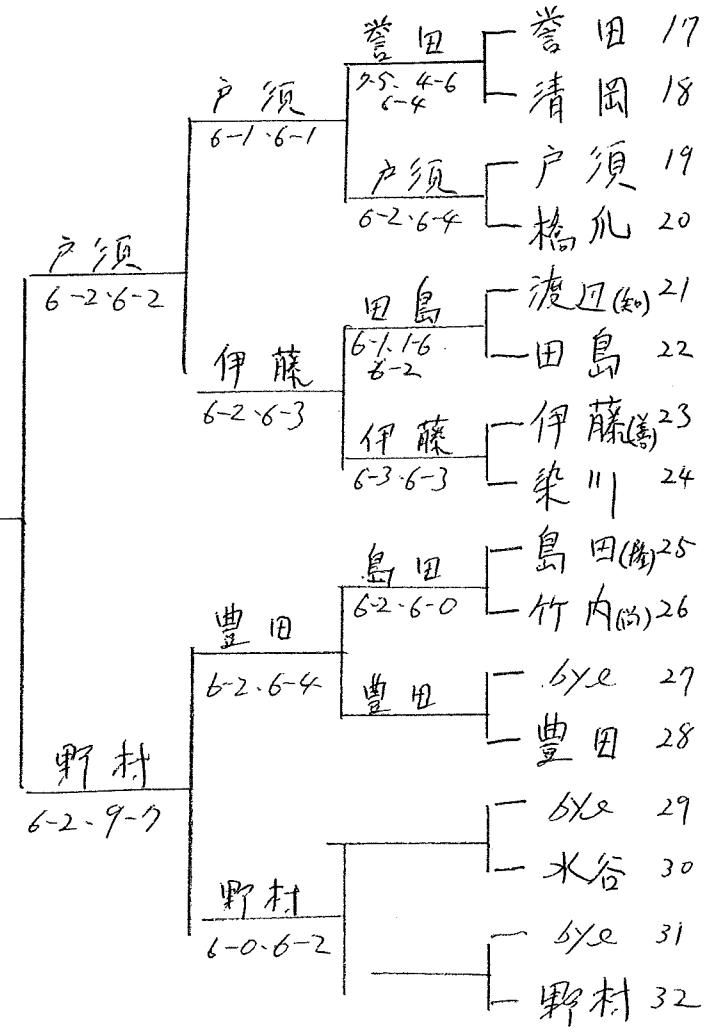 誉田 17
誉田
7-5、4-6
6-4
清岡 18
戸須
6-1・6-1
戸須 19
戸須
6-2・6-4
橋爪 20
戸須
6-2・6-2
渡辺(知) 21
田島
6-1、1-6
6-2
田島 22
伊藤
6-2・6-3
伊藤(善) 23
伊藤
6-3・6-3
染川 24
島田(隆) 25
島田
6-2・6-0
竹内(尚) 26
豊田
6-2、6-4
bye 27
豊田
豊田 28
野村
6-2、9-7
bye 29
水谷 30
野村
6-0・6-2
bye 31
野村 32